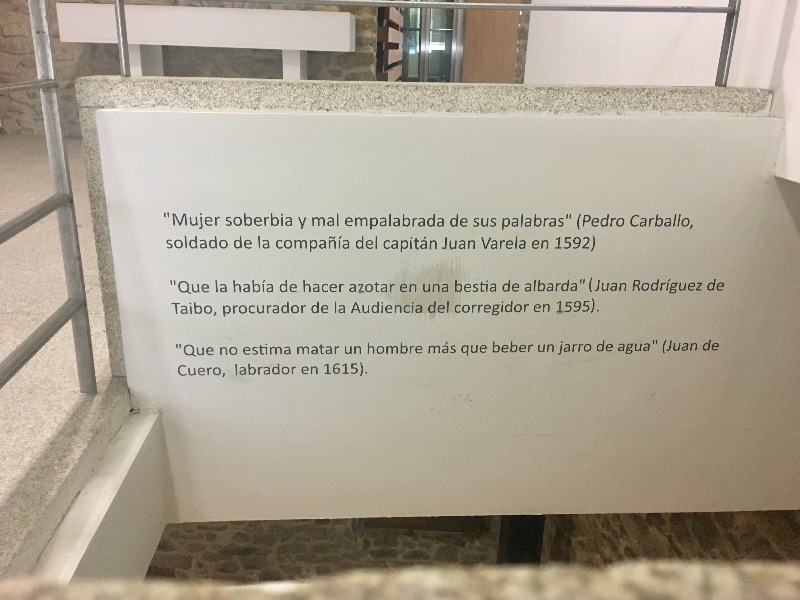 "Mujer soberbia y mal empalabrada de sus palabras" (Pedro Carballo,
soldado de la compañía del capitán Juan Varela en 1592)
"Que la había de hacer azotar en una bestia de albarda" (Juan Rodríguez de
Taibo, procurador de la Audiencia del corregidor en 1595).
"Que no estima matar un hombre más que beber un jarro de agua" (Juan de
Cuero, labrador en 1615).